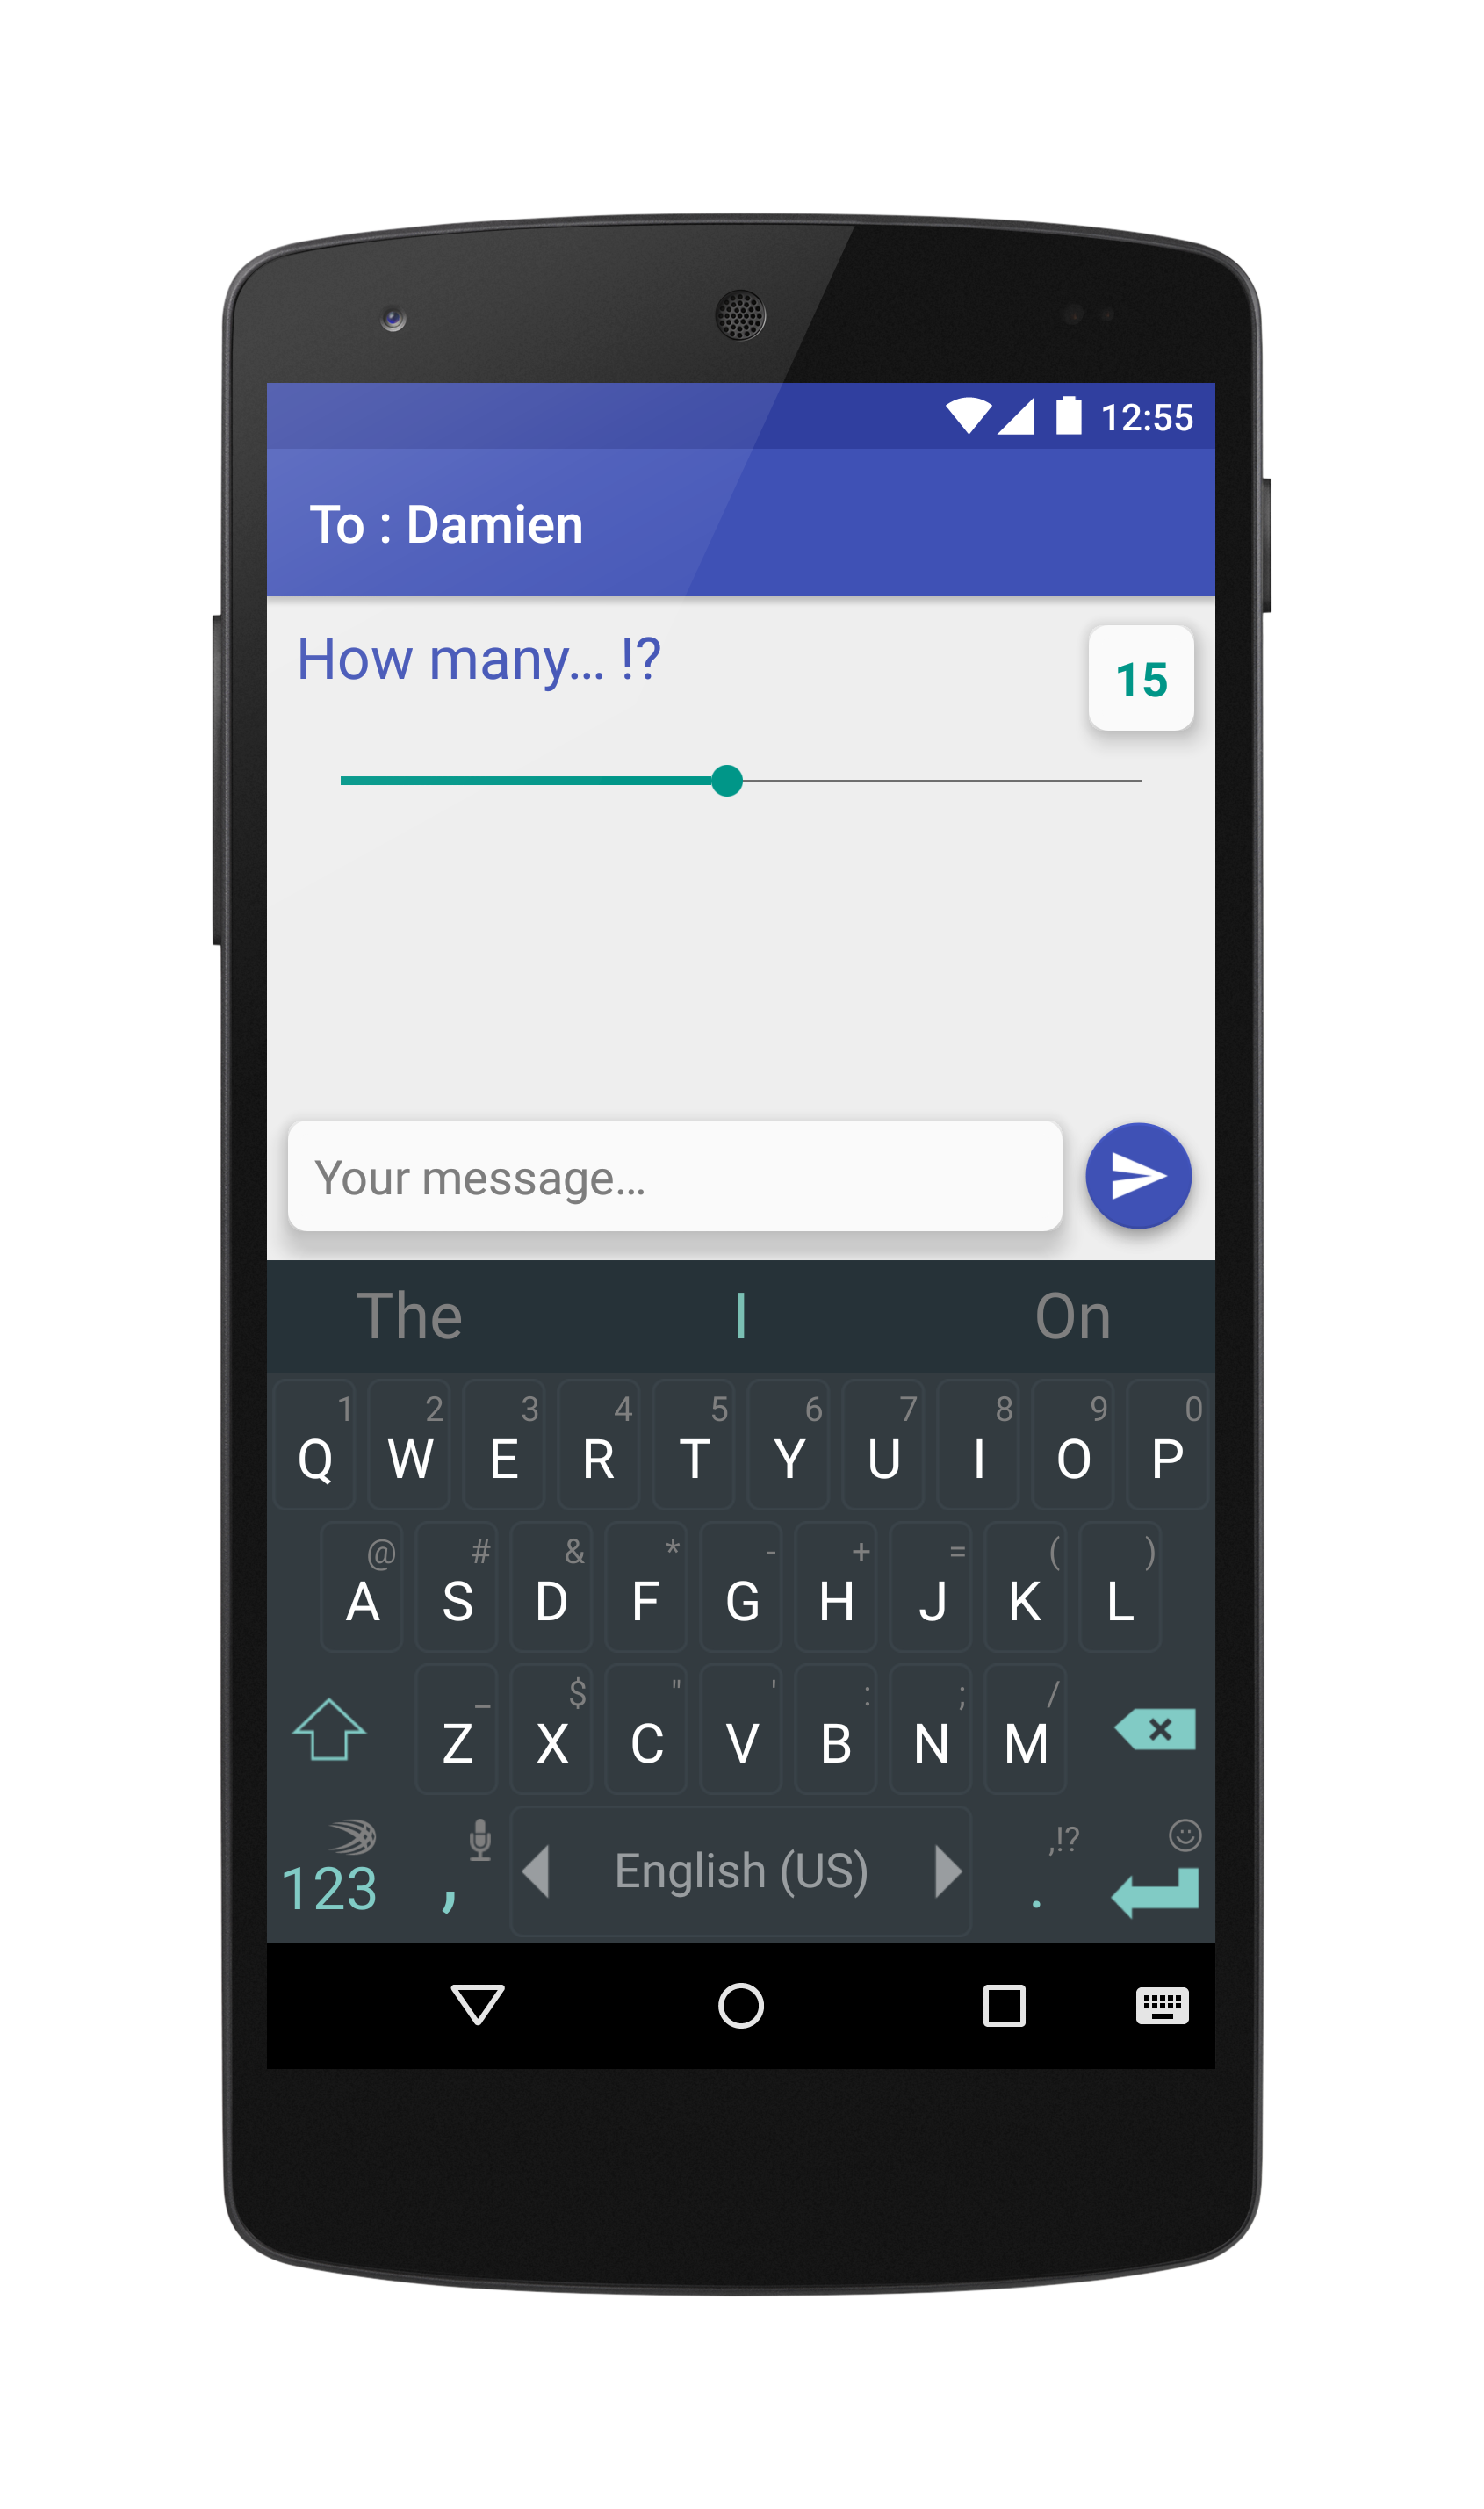 12:55
To : Damien
How many... !?
15
Your message...
The I On
1 2 3 4 5 6 7 8 9 0
Q W E R T Y U I O P
@ # & * - + = ( )
A S D F G H J K L
_ $ " ' : ; /
Z X C V B N M
,!?
123 , English (US) .